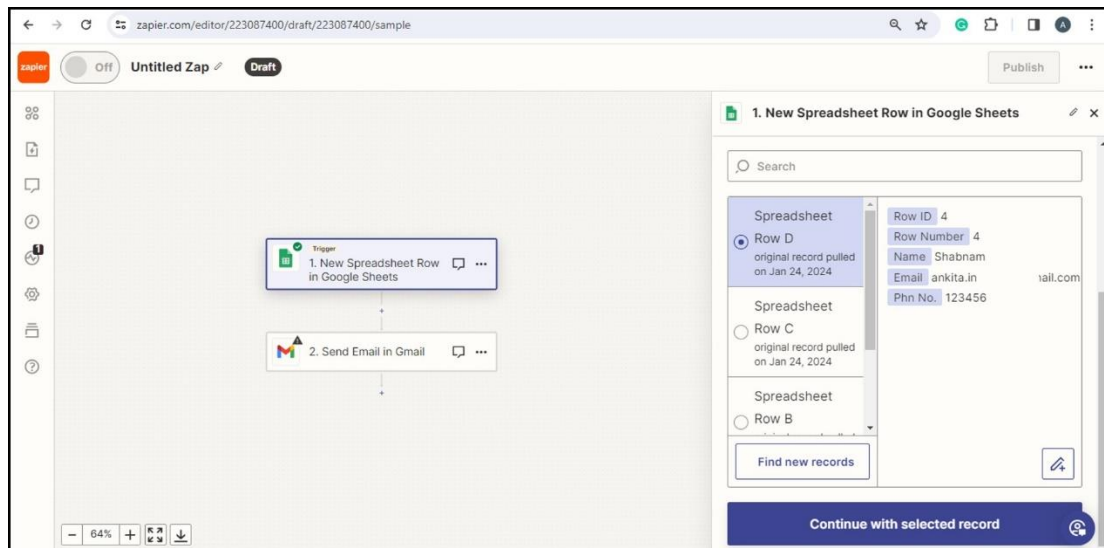 zapier.com/editor/223087400/draft/223087400/sample
A
zapier
Off
Untitled Zap
Draft
Publish
1. New Spreadsheet Row in Google Sheets
Search
Spreadsheet
Row D
original record pulled
on Jan 24, 2024
Spreadsheet
Row C
original record pulled
on Jan 24, 2024
Spreadsheet
Row B
Row ID 4
Row Number 4
Name Shabnam
Email ankita.in ail.com
Phn No. 123456
Find new records
Continue with selected record
1
Trigger
1. New Spreadsheet Row
in Google Sheets
2. Send Email in Gmail
64%